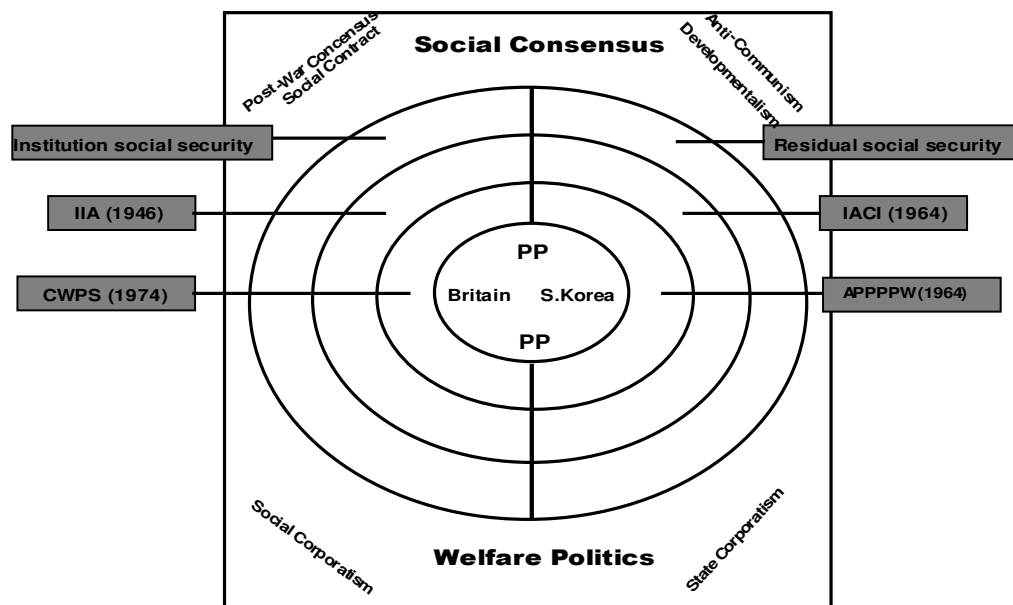 Social Consensus
Post-War Concensus
Social Contract
Anti-Communism
Developmentalism
Institution social security
Residual social security
IIA (1946)
IACI (1964)
PP
CWPS (1974)
Britain
S.Korea
APPPPW(1964)
PP
Social Corporatism
State Corporatism
Welfare Politics